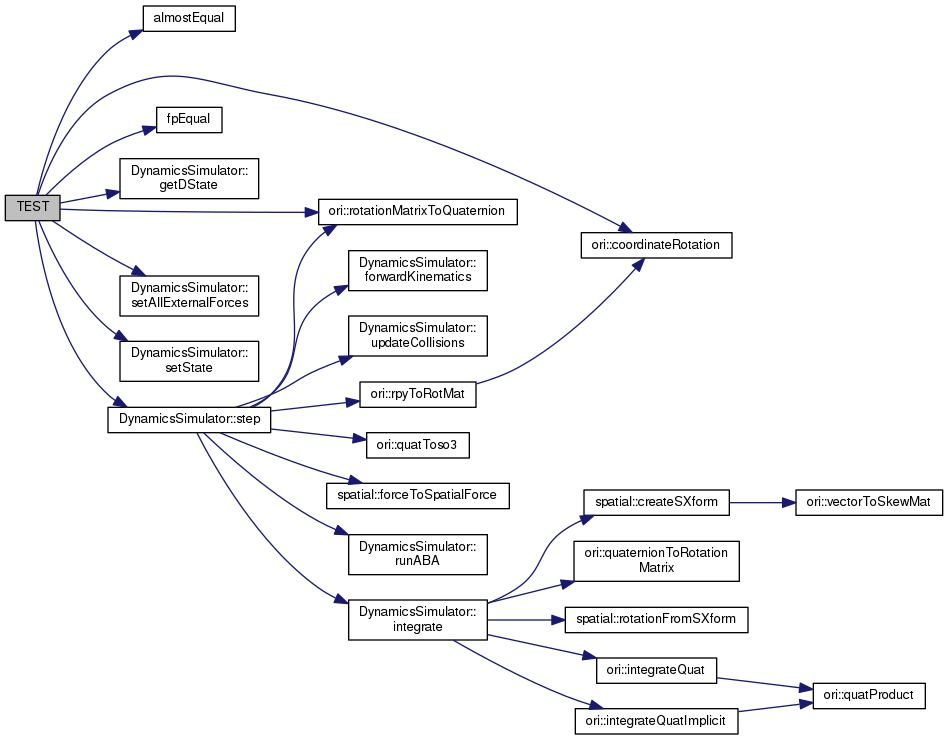 almostEqual
fpEqual
DynamicsSimulator::
getDState
TEST
ori::rotationMatrixToQuaternion
ori::coordinateRotation
DynamicsSimulator::
forwardKinematics
DynamicsSimulator::
setAllExternalForces
DynamicsSimulator::
updateCollisions
DynamicsSimulator::
setState
ori::rpyToRotMat
DynamicsSimulator::step
ori::quatToso3
spatial::forceToSpatialForce
spatial::createSXform
ori::vectorToSkewMat
DynamicsSimulator::
runABA
ori::quaternionToRotation
Matrix
DynamicsSimulator::
integrate
spatial::rotationFromSXform
ori::integrateQuat
ori::quatProduct
ori::integrateQuatImplicit